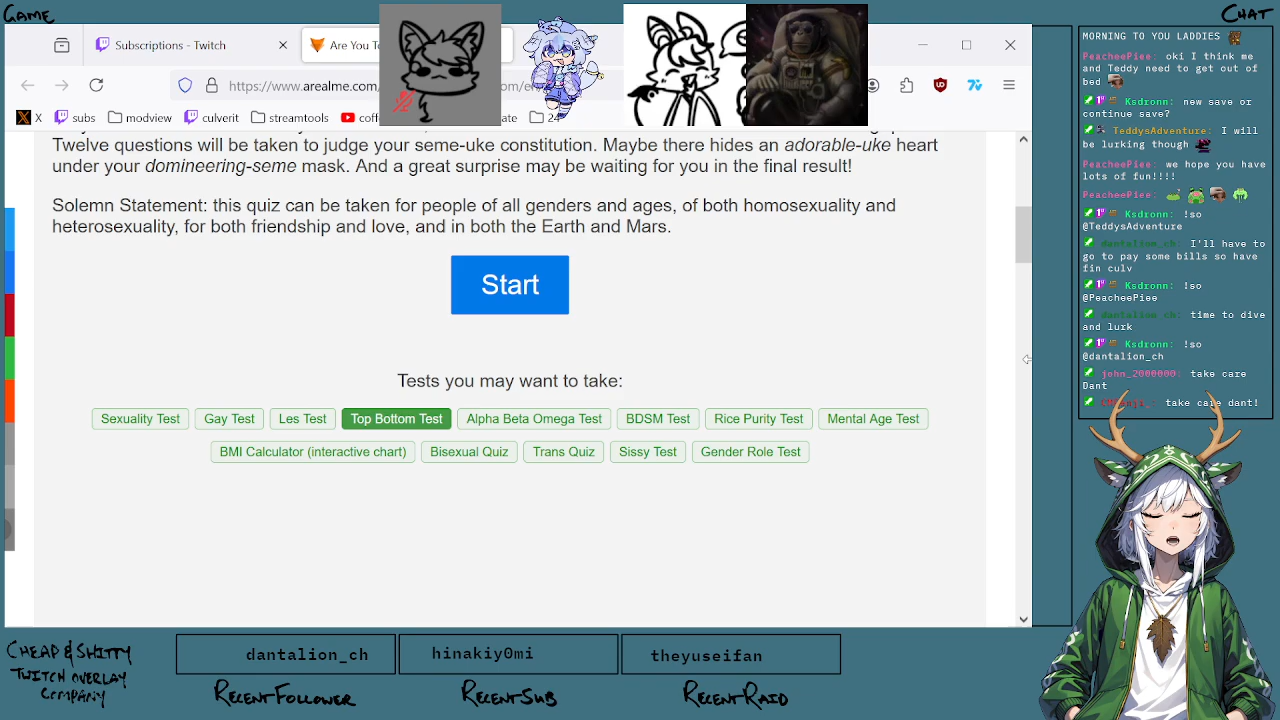 GAME
CHAT
Subscriptions - Twitch
Are You To
https://www.arealme.com/
X
subs
modview
culverit
streamtools
Twelve questions will be taken to judge your seme-uke constitution. Maybe there hides an adorable-uke heart
under your domineering-seme mask. And a great surprise may be waiting for you in the final result!
Solemn Statement: this quiz can be taken for people of all genders and ages, of both homosexuality and
heterosexuality, for both friendship and love, and in both the Earth and Mars.
Start
Tests you may want to take:
Sexuality Test
Gay Test
Les Test
Top Bottom Test
Alpha Beta Omega Test
BDSM Test
Rice Purity Test
Mental Age Test
BMI Calculator (interactive chart)
Bisexual Quiz
Trans Quiz
Sissy Test
Gender Role Test
MORNING TO YOU LADDIES
PeacheePiee: oki I think me
and Teddy need to get out of
bed
Ksdronn: new save or
continue save?
TeddysAdventure: I will
be lurking though
PeacheePiee: we hope you have
lots of fun!!!!
PeacheePiee:
Ksdronn: !so
@TeddysAdventure
dantalion_ch: I'll have to
go to pay some bills so have
fin culv
Ksdronn: !so
@PeacheePiee
dantalion_ch: time to dive
and lurk
Ksdronn: !so
@dantalion_ch
john_2000000: take care
Dant
take care dant!
CHEAP & SHITTY
TWITCH OVERLAY
COMPANY
dantalion_ch
RECENT FOLLOWER
hinakiy0mi
RECENT SUB
theyuseifan
RECENT RAID